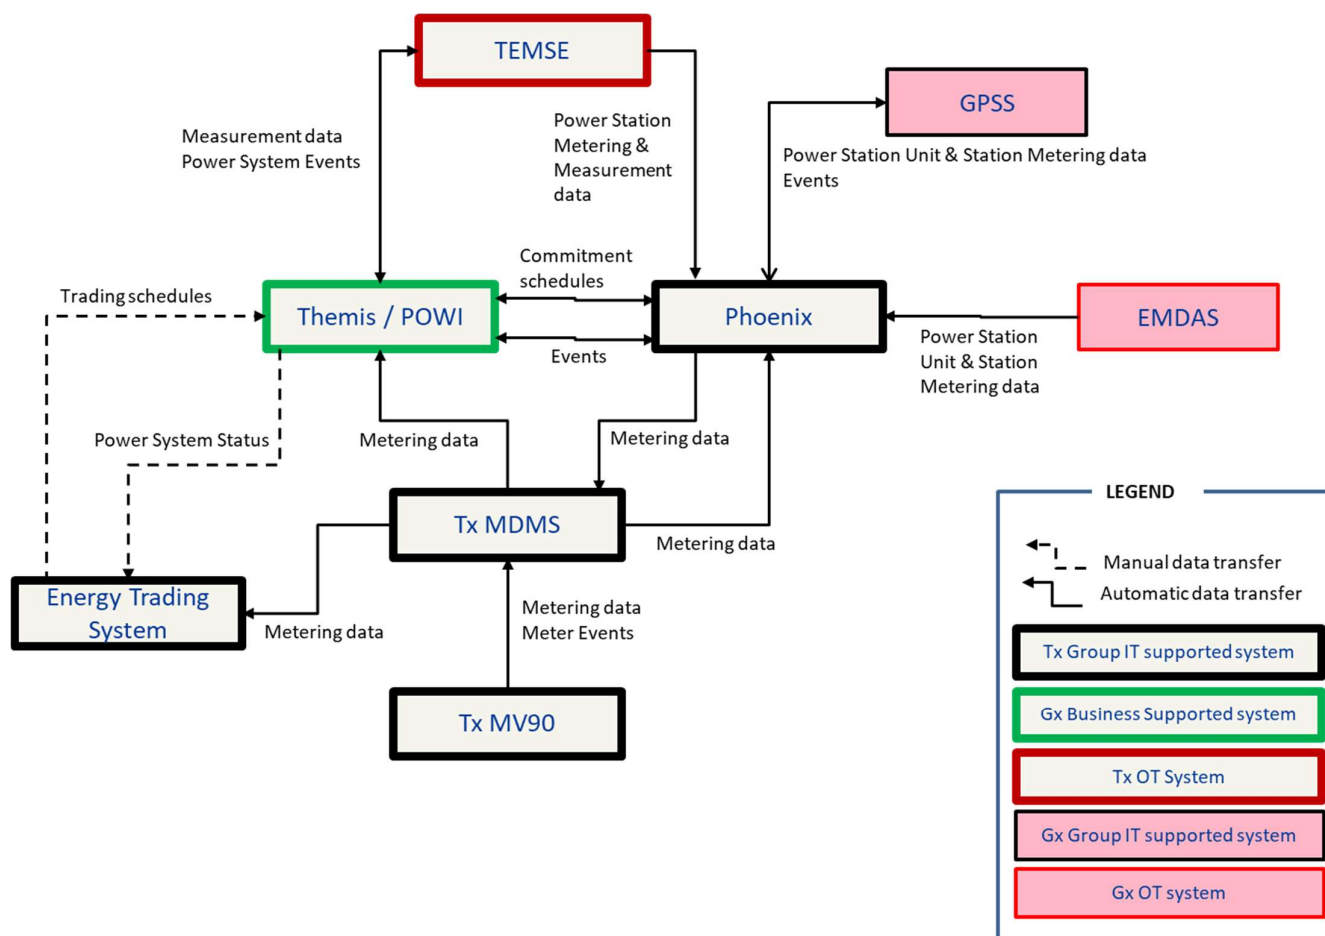 TEMSE
GPSS
Measurement data
Power System Events
Power Station
Metering &
Measurement
data
Power Station Unit & Station Metering data
Events
Commitment
schedules
Trading schedules
Themis / POWI
Phoenix
EMDAS
Events
Power Station
Unit & Station
Metering data
Power System Status
Metering data
Metering data
Tx MDMS
Metering data
Energy Trading
System
Metering data
Metering data
Meter Events
Tx MV90
LEGEND
Manual data transfer
Automatic data transfer
Tx Group IT supported system
Gx Business Supported system
Tx OT System
Gx Group IT supported system
Gx OT system